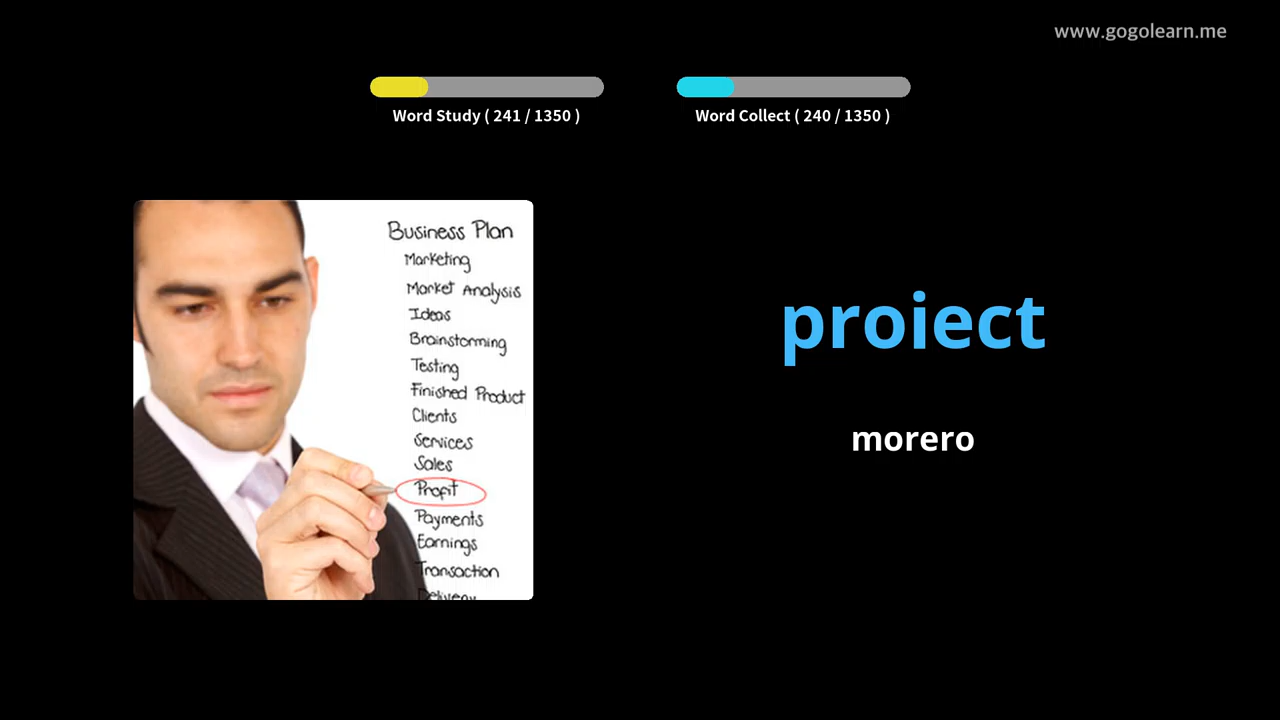 www.gogolearn.me
Word Study ( 241 / 1350 )
Word Collect ( 240 / 1350 )
Business Plan
Marketing
Market Analysis
Ideas
Brainstorming
Testing
Finished Product
Clients
Services
Sales
Profit
Payments
Earnings
Transaction
Delivery
proiect
morero